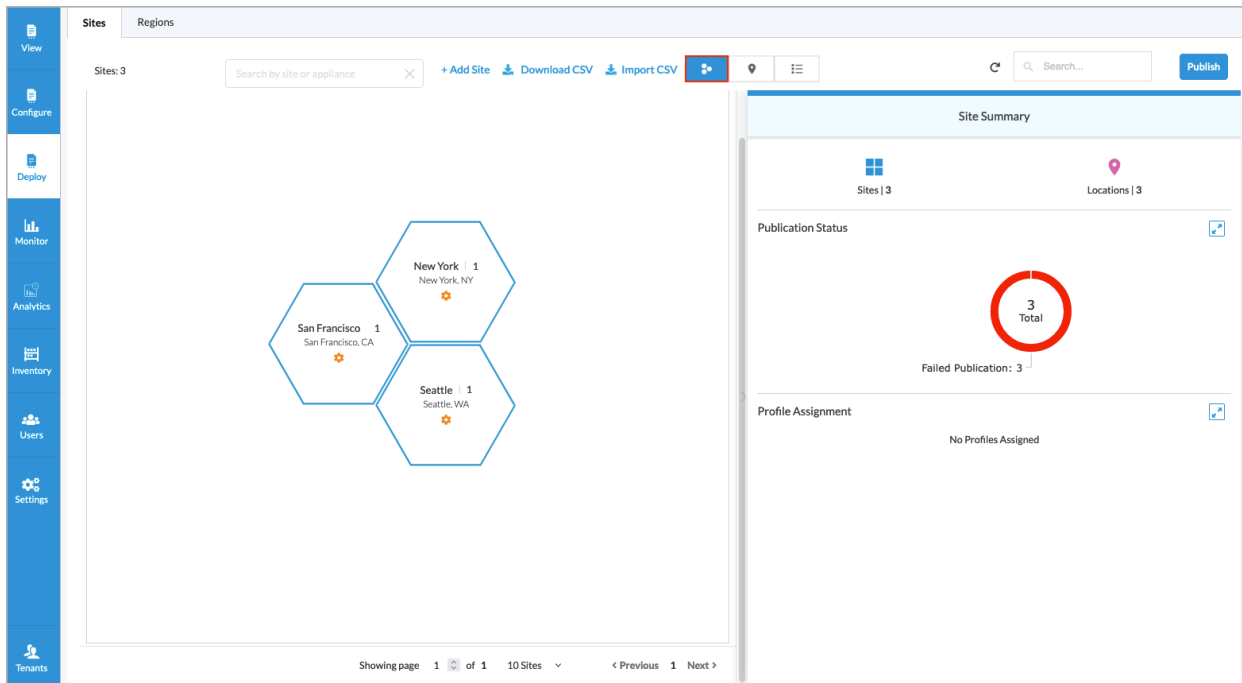 View
Configure
Deploy
Monitor
Analytics
Inventory
Users
Settings
Tenants
Sites Regions
Sites: 3 Search by site or appliance + Add Site Download CSV Import CSV Search... Publish
New York 1
New York, NY
San Francisco 1
San Francisco, CA
Seattle 1
Seattle, WA
Showing page 1 of 1 10 Sites < Previous 1 Next >
Site Summary
Sites | 3 Locations | 3
Publication Status
3
Total
Failed Publication: 3
Profile Assignment
No Profiles Assigned